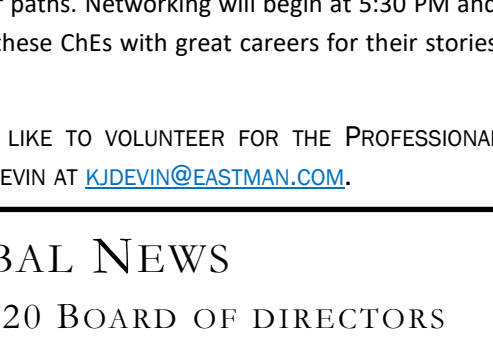 r paths. Networking will begin at 5:30 PM and
these ChEs with great careers for their stories
LIKE TO VOLUNTEER FOR THE PROFESSIONAL
EVIN AT KJDEVIN@EASTMAN.COM.
BAL NEWS
20 BOARD OF DIRECTORS